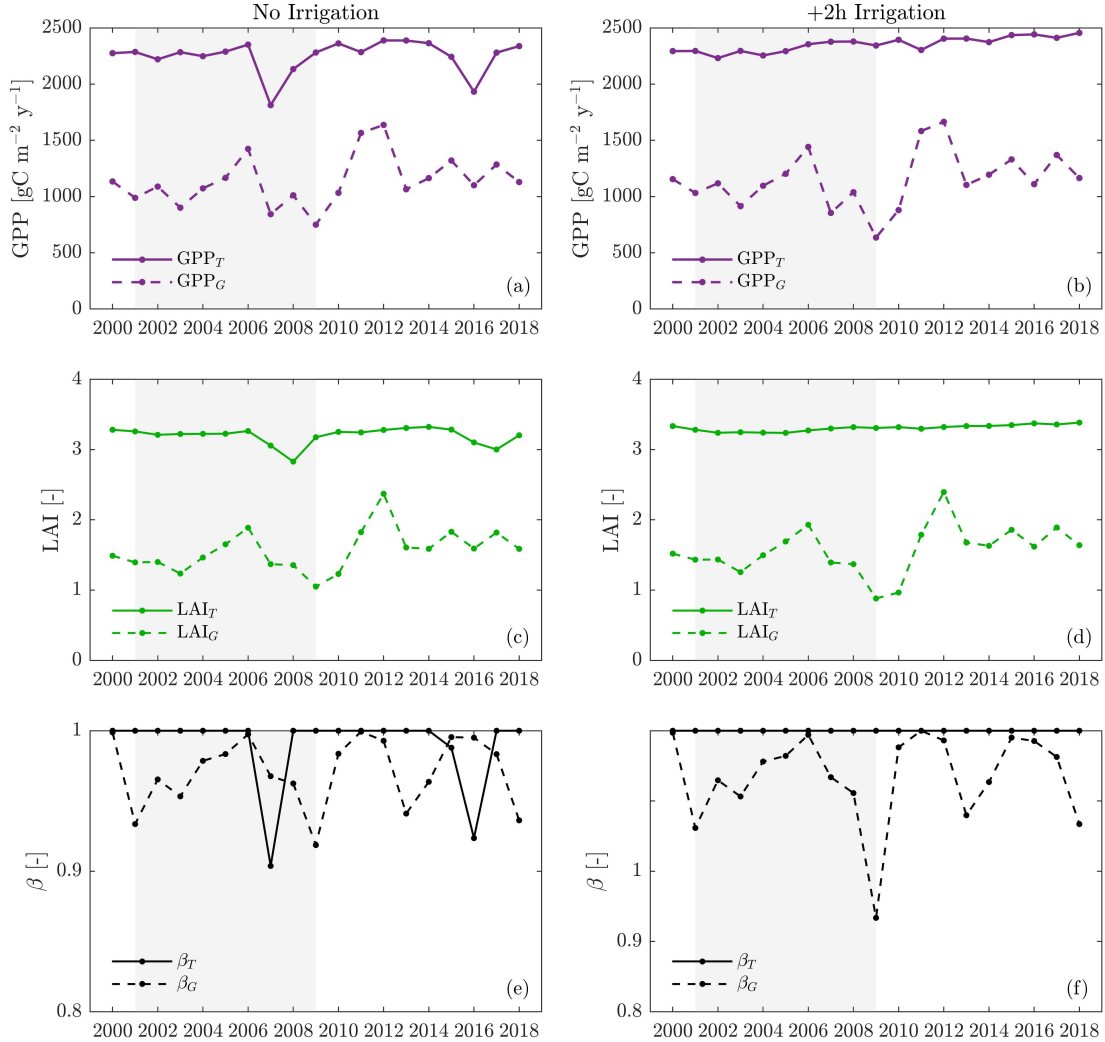 No Irrigation
+2h Irrigation
GPP [gC m⁻² y⁻¹]
2500
2000
1500
1000
500
0
GPP_T
GPP_G
(a)
2000 2002 2004 2006 2008 2010 2012 2014 2016 2018
GPP [gC m⁻² y⁻¹]
2500
2000
1500
1000
500
0
GPP_T
GPP_G
(b)
2000 2002 2004 2006 2008 2010 2012 2014 2016 2018
LAI [-]
4
3
2
1
0
LAI_T
LAI_G
(c)
2000 2002 2004 2006 2008 2010 2012 2014 2016 2018
LAI [-]
4
3
2
1
0
LAI_T
LAI_G
(d)
2000 2002 2004 2006 2008 2010 2012 2014 2016 2018
β [-]
1
0.9
0.8
β_T
β_G
(e)
2000 2002 2004 2006 2008 2010 2012 2014 2016 2018
β [-]
1
0.9
0.8
β_T
β_G
(f)
2000 2002 2004 2006 2008 2010 2012 2014 2016 2018